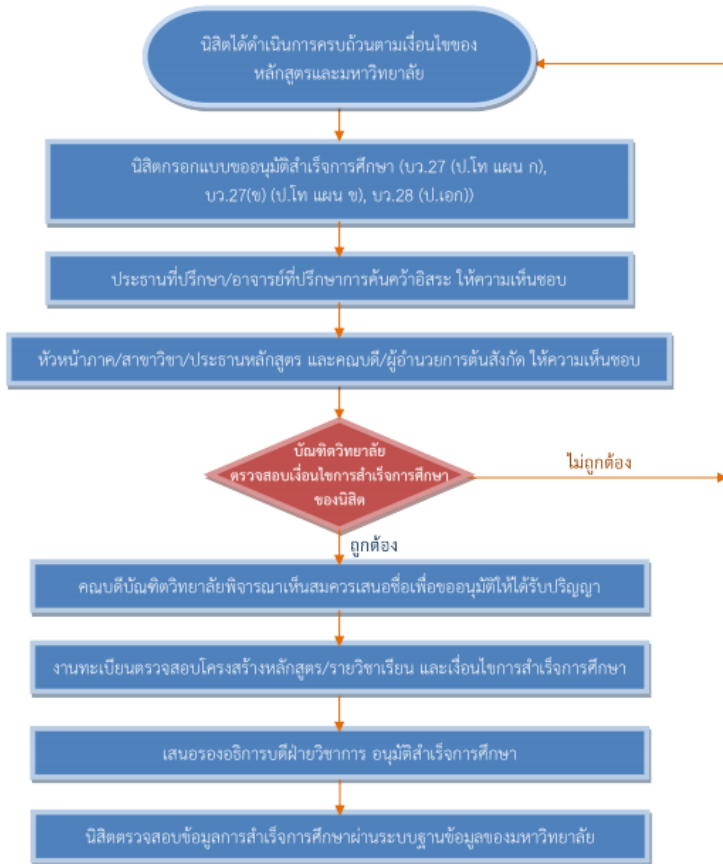 นิสิตได้ดำเนินการครบถ้วนตามเงื่อนไขของ
หลักสูตรและมหาวิทยาลัย
นิสิตกรอกแบบขออนุมัติสำเร็จการศึกษา (บว.27 (ป.โท แผน ก),
บว.27(ข) (ป.โท แผน ข), บว.28 (ป.เอก))
ประธานที่ปรึกษา/อาจารย์ที่ปรึกษาการค้นคว้าอิสระ ให้ความเห็นชอบ
หัวหน้าภาค/สาขาวิชา/ประธานหลักสูตร และคณบดี/ผู้อำนวยการต้นสังกัด ให้ความเห็นชอบ
บัณฑิตวิทยาลัย
ตรวจสอบเงื่อนไขการสำเร็จการศึกษา
ของนิสิต
ไม่ถูกต้อง
ถูกต้อง
คณบดีบัณฑิตวิทยาลัยพิจารณาเห็นสมควรเสนอชื่อเพื่อขออนุมัติให้ได้รับปริญญา
งานทะเบียนตรวจสอบโครงสร้างหลักสูตร/รายวิชาเรียน และเงื่อนไขการสำเร็จการศึกษา
เสนอรองอธิการบดีฝ่ายวิชาการ อนุมัติสำเร็จการศึกษา
นิสิตตรวจสอบข้อมูลการสำเร็จการศึกษาผ่านระบบฐานข้อมูลของมหาวิทยาลัย